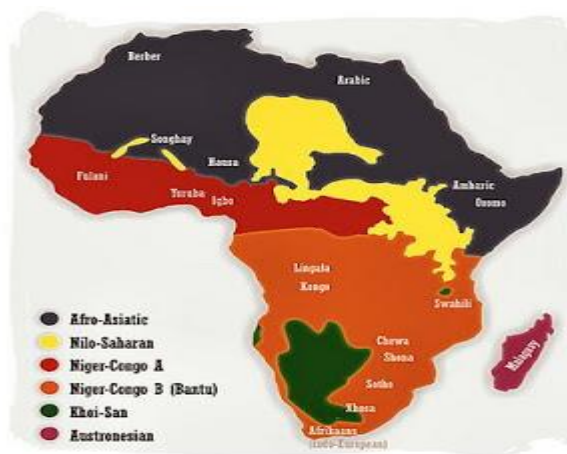 Berber
Arabic
Songhay
Hausa
Fulani
Yoruba
Igbo
Amharic
Oromo
Lingala
Kongo
Swahili
Chewa
Shona
Sotho
Xhosa
Afrikaans
(Indo-European)
Malagasy
Afro-Asiatic
Nilo-Saharan
Niger-Congo A
Niger-Congo B (Bantu)
Khoi-San
Austronesian